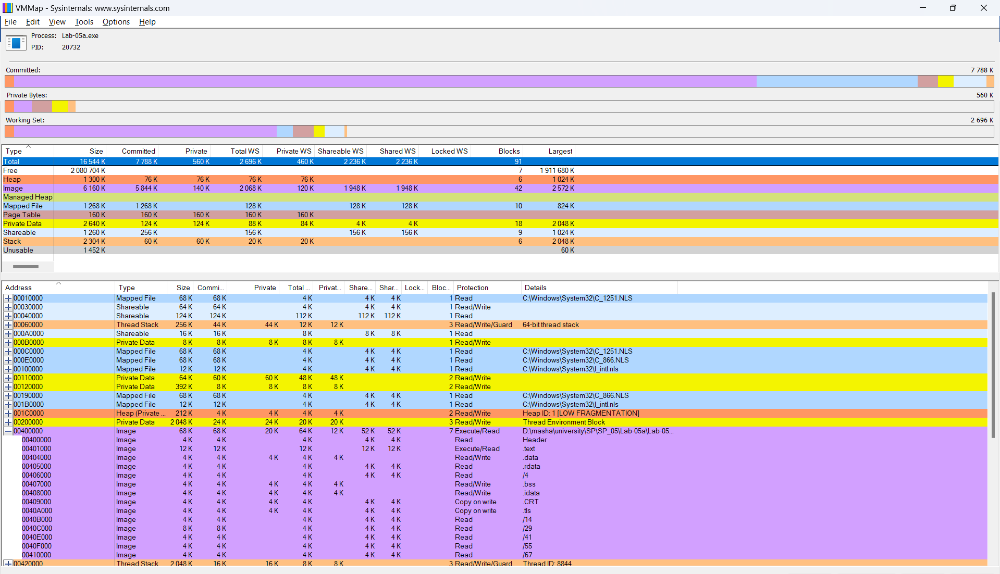 VMMap - Sysinternals: www.sysinternals.com
File Edit View Tools Options Help
Process: Lab-05a.exe
PID: 20732
Committed: 7 788 K
Private Bytes: 560 K
Working Set: 2 696 K
Type Size Committed Private Total WS Private WS Shareable WS Shared WS Locked WS Blocks Largest
Total 16 544 K 7 788 K 560 K 2 696 K 460 K 2 236 K 2 236 K 91
Free 2 080 704 K 7 1 911 680 K
Heap 1 300 K 76 K 76 K 76 K 76 K 6 1 024 K
Image 6 160 K 5 844 K 140 K 2 068 K 120 K 1 948 K 1 948 K 42 2 572 K
Managed Heap
Mapped File 1 268 K 1 268 K 128 K 128 K 128 K 10 824 K
Page Table 160 K 160 K 160 K 160 K 160 K
Private Data 2 640 K 124 K 124 K 88 K 84 K 4 K 4 K 18 2 048 K
Shareable 1 260 K 256 K 156 K 156 K 156 K 9 1 024 K
Stack 2 304 K 60 K 60 K 20 K 20 K 6 2 048 K
Unusable 1 452 K 60 K
Address Type Size Commi... Private Total ... Privat... Share... Shar... Lock... Bloc... Protection Details
00010000 Mapped File 68 K 68 K 4 K 4 K 4 K 1 Read C:\Windows\System32\C_1251.NLS
00030000 Shareable 64 K 64 K 4 K 4 K 4 K 1 Read/Write
00040000 Shareable 124 K 124 K 112 K 112 K 112 K 1 Read
00060000 Thread Stack 256 K 44 K 44 K 12 K 12 K 3 Read/Write/Guard 64-bit thread stack
000A0000 Shareable 16 K 16 K 8 K 8 K 8 K 1 Read
000B0000 Private Data 8 K 8 K 8 K 8 K 8 K 1 Read/Write
000C0000 Mapped File 68 K 68 K 4 K 4 K 4 K 1 Read C:\Windows\System32\C_1251.NLS
000E0000 Mapped File 68 K 68 K 4 K 4 K 4 K 1 Read C:\Windows\System32\C_866.NLS
00100000 Mapped File 12 K 12 K 4 K 4 K 4 K 1 Read C:\Windows\System32\l_intl.nls
00110000 Private Data 64 K 60 K 60 K 48 K 48 K 2 Read/Write
00120000 Private Data 392 K 8 K 8 K 8 K 8 K 2 Read/Write
00190000 Mapped File 68 K 68 K 4 K 4 K 4 K 1 Read C:\Windows\System32\C_866.NLS
001B0000 Mapped File 12 K 12 K 4 K 4 K 4 K 1 Read C:\Windows\System32\l_intl.nls
001C0000 Heap (Private ... 212 K 4 K 4 K 4 K 4 K 2 Read/Write Heap ID: 1 [LOW FRAGMENTATION]
00200000 Private Data 2 048 K 24 K 24 K 20 K 20 K 3 Read/Write Thread Environment Block
00400000 Image 68 K 68 K 20 K 64 K 12 K 52 K 52 K 7 Execute/Read D:\masha\university\SP\SP_05\Lab-05a\Lab-05...
00400000 Image 4 K 4 K 4 K 4 K 4 K Read Header
00401000 Image 12 K 12 K 12 K 12 K 12 K Execute/Read .text
00404000 Image 4 K 4 K 4 K 4 K 4 K Read/Write .data
00405000 Image 4 K 4 K 4 K 4 K 4 K Read .rdata
00406000 Image 4 K 4 K 4 K 4 K 4 K Read /4
00407000 Image 4 K 4 K 4 K 4 K 4 K Read/Write .bss
00408000 Image 4 K 4 K 4 K 4 K 4 K Read/Write .idata
00409000 Image 4 K 4 K 4 K 4 K 4 K 4 K Copy on write .CRT
0040A000 Image 4 K 4 K 4 K 4 K 4 K 4 K Copy on write .tls
0040B000 Image 4 K 4 K 4 K 4 K 4 K Read /14
0040C000 Image 8 K 8 K 4 K 4 K 4 K Read /29
0040E000 Image 4 K 4 K 4 K 4 K 4 K Read /41
0040F000 Image 4 K 4 K 4 K 4 K 4 K Read /55
00410000 Image 4 K 4 K 4 K 4 K 4 K Read /67
00420000 Thread Stack 2 048 K 16 K 16 K 8 K 8 K 3 Read/Write/Guard Thread ID: 8844